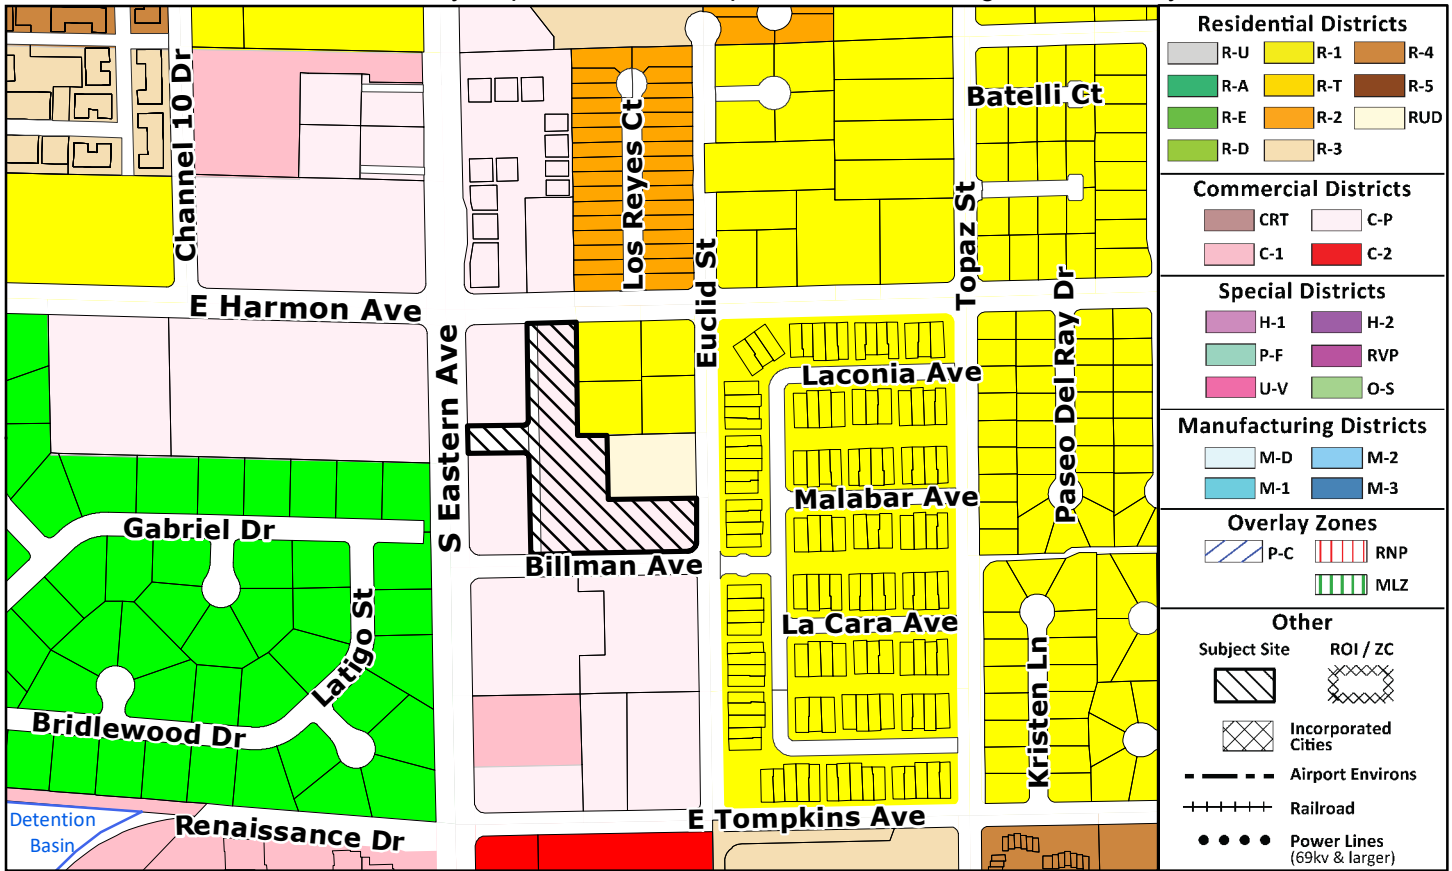 Channel 10 Dr
Los Reyes Ct
Euclid St
Batelli Ct
Topaz St
E Harmon Ave
S Eastern Ave
Laconia Ave
Paseo Del Ray Dr
Malabar Ave
Gabriel Dr
Billman Ave
Latigo St
La Cara Ave
Kristen Ln
Bridlewood Dr
E Tompkins Ave
Renaissance Dr
Detention
Basin
Residential Districts
R-U R-1 R-4
R-A R-T R-5
R-E R-2 RUD
R-D R-3
Commercial Districts
CRT C-P
C-1 C-2
Special Districts
H-1 H-2
P-F RVP
U-V O-S
Manufacturing Districts
M-D M-2
M-1 M-3
Overlay Zones
P-C RNP
MLZ
Other
Subject Site ROI / ZC
Incorporated
Cities
Airport Environs
Railroad
Power Lines
(69kv & larger)